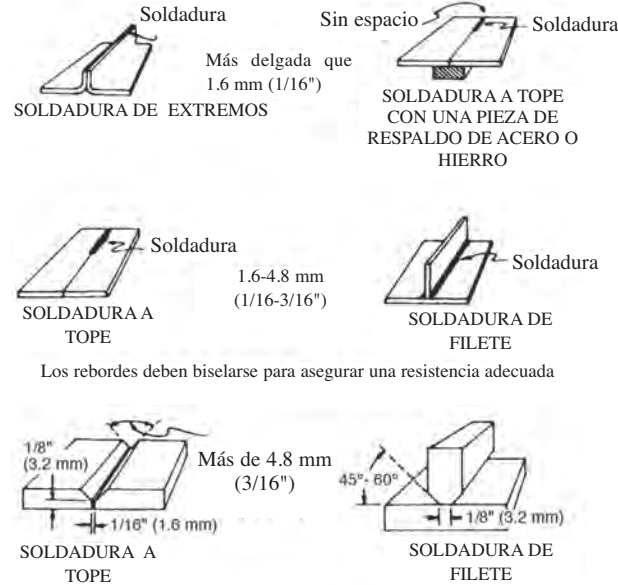 Soldadura
Más delgada que
1.6 mm (1/16")
SOLDADURA DE EXTREMOS
Sin espacio
Soldadura
SOLDADURA A TOPE
CON UNA PIEZA DE
RESPALDO DE ACERO O
HIERRO
Soldadura
SOLDADURA A
TOPE
1.6-4.8 mm
(1/16-3/16")
Soldadura
SOLDADURA DE
FILETE
Los rebordes deben biselarse para asegurar una resistencia adecuada
1/8"
(3.2 mm)
1/16" (1.6 mm)
SOLDADURA A
TOPE
Más de 4.8 mm
(3/16")
45°- 60°
1/8" (3.2 mm)
SOLDADURA DE
FILETE